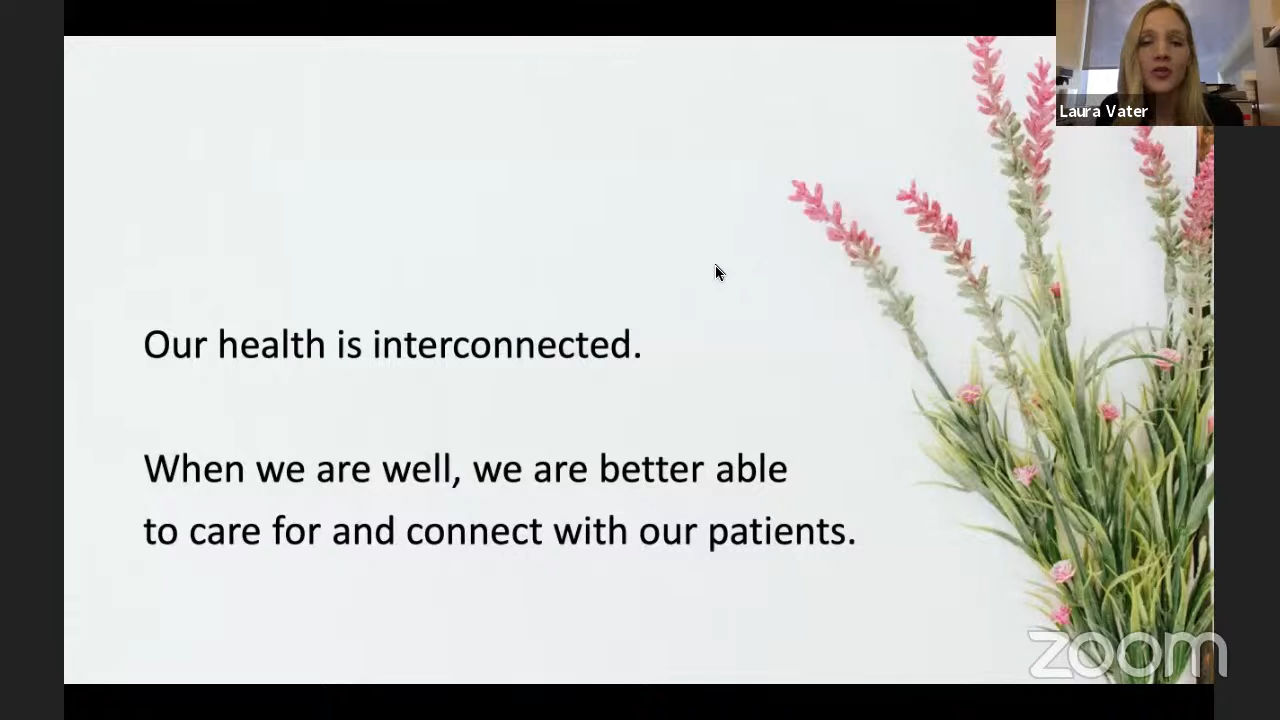 Laura Vater
Our health is interconnected.
When we are well, we are better able
to care for and connect with our patients.
zoom